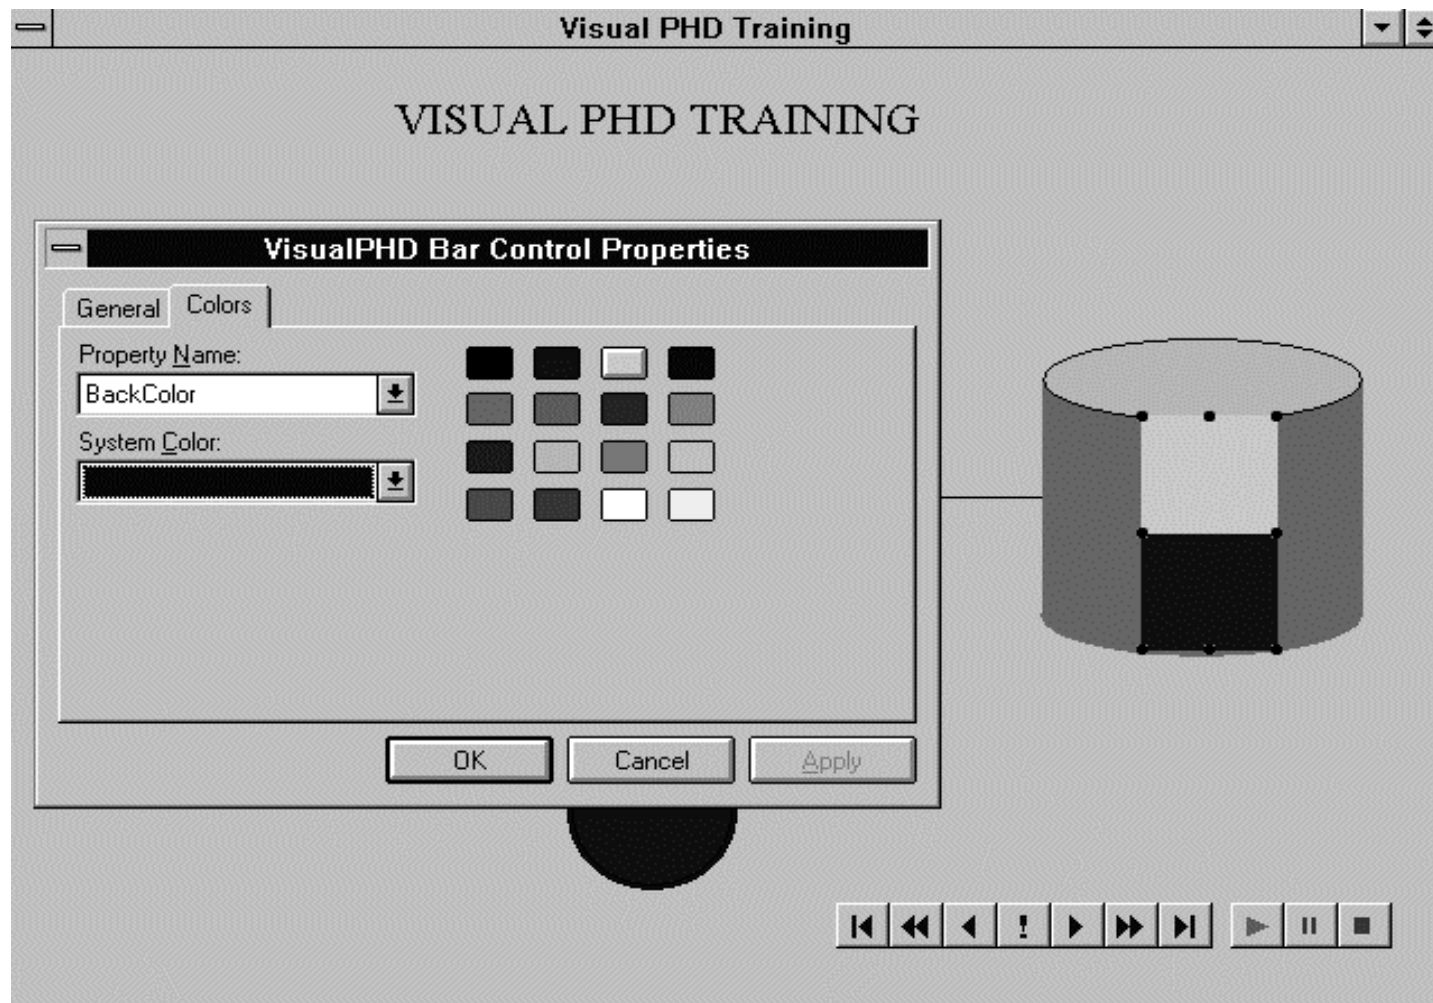 Visual PHD Training
VISUAL PHD TRAINING
VisualPHD Bar Control Properties
General Colors
Property Name:
BackColor
System Color:
OK Cancel Apply